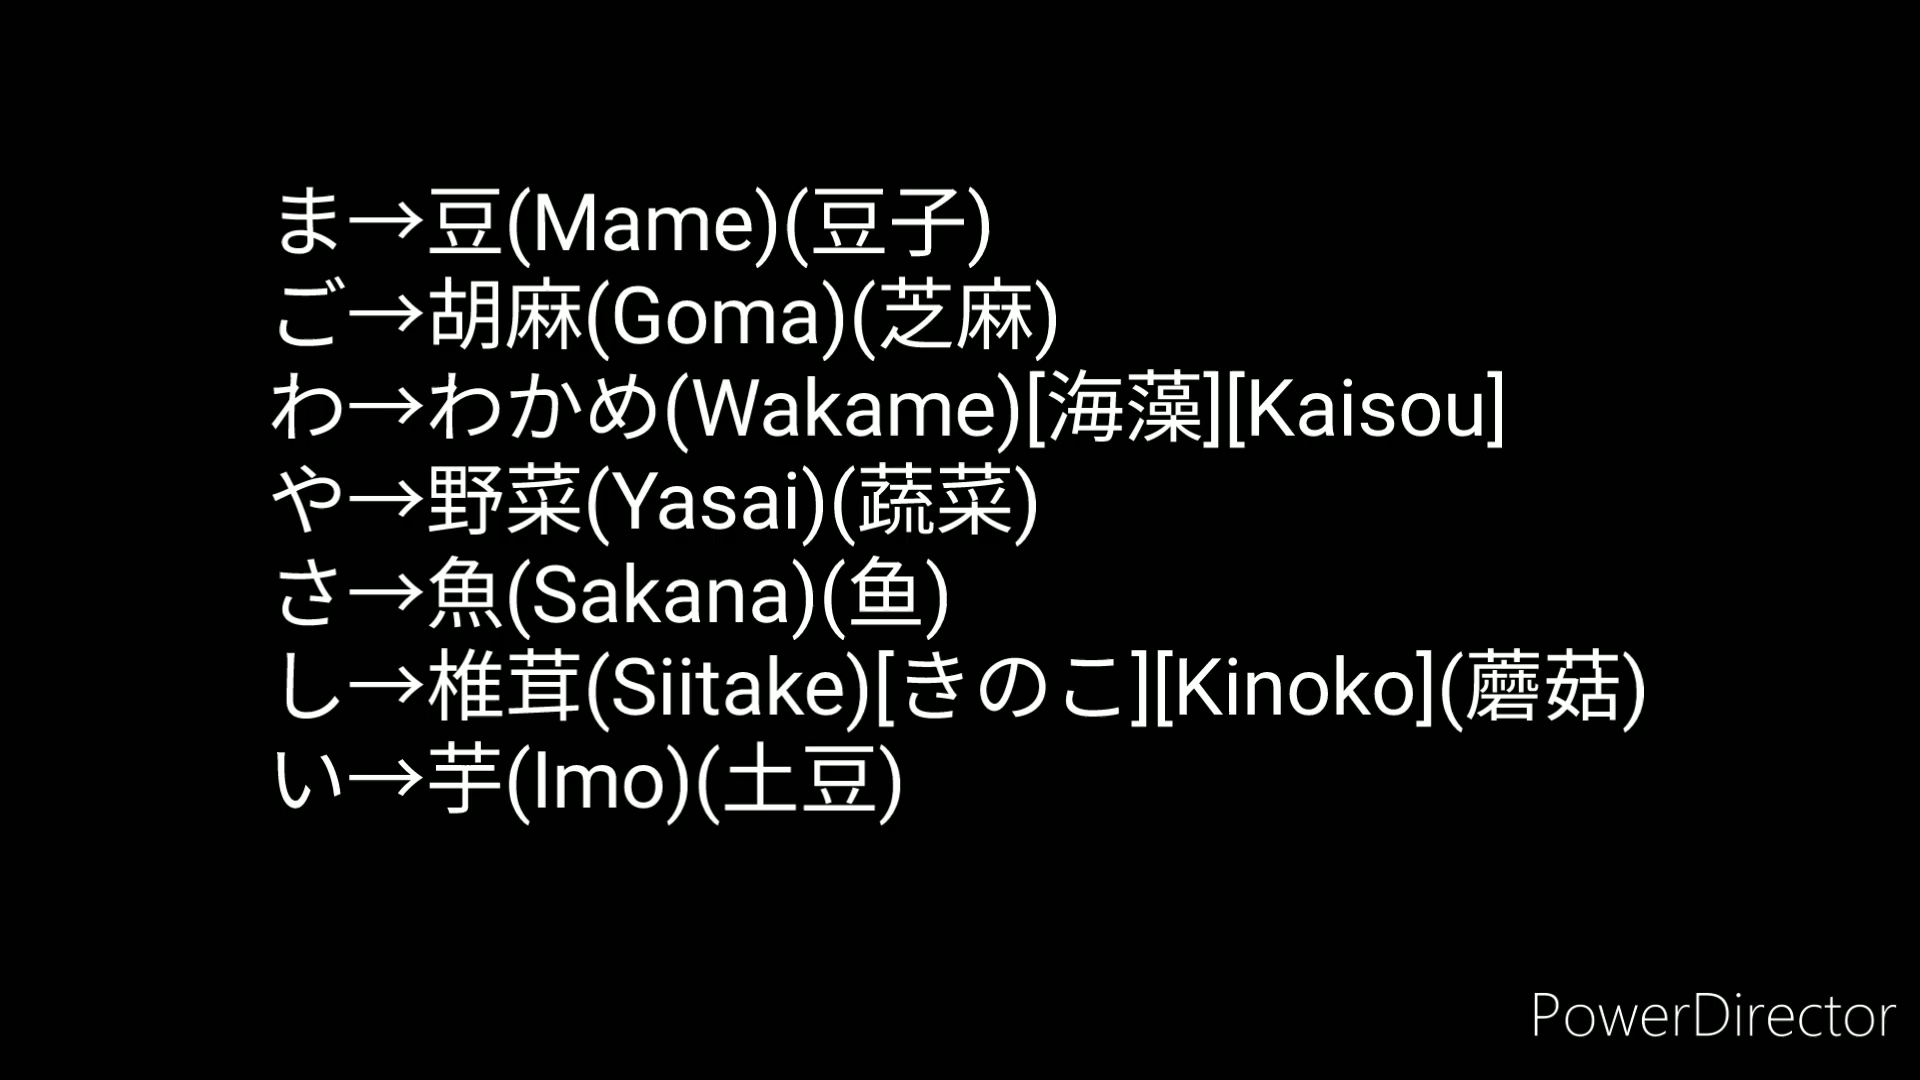 ま→豆(Mame)(豆子)
ご→胡麻(Goma)(芝麻)
わ→わかめ(Wakame)[海藻][Kaisou]
や→野菜(Yasai)(蔬菜)
さ→魚(Sakana)(鱼)
し→椎茸(Siitake)[きのこ][Kinoko](蘑菇)
い→芋(Imo)(土豆)
PowerDirector